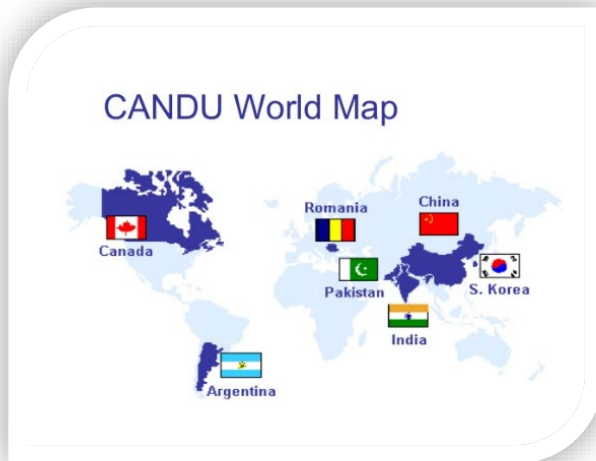 CANDU World Map
Romania
China
Canada
Pakistan
S. Korea
India
Argentina